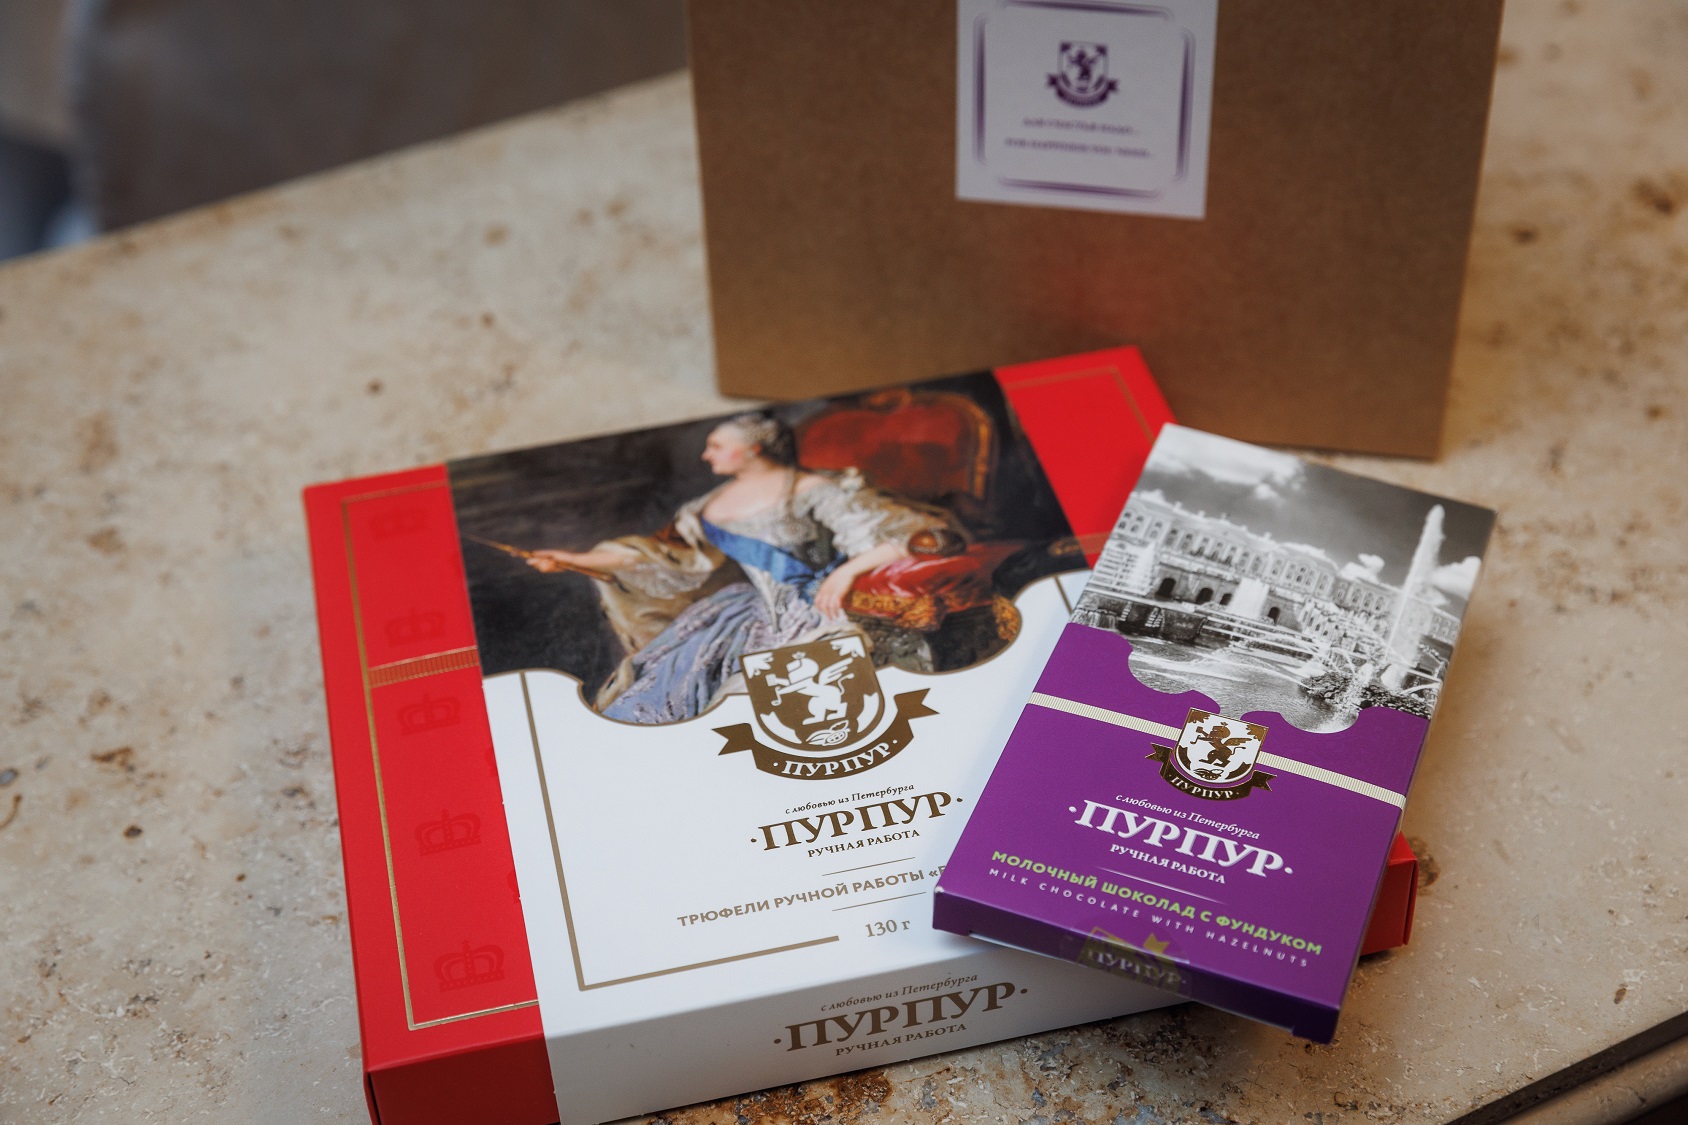 ·ПУРПУР·
с любовью из Петербурга
·ПУРПУР·
РУЧНАЯ РАБОТА
ТРЮФЕЛИ РУЧНОЙ РАБОТЫ
130 г
с любовью из Петербурга
·ПУРПУР·
РУЧНАЯ РАБОТА
·ПУРПУР·
с любовью из Петербурга
·ПУРПУР·
РУЧНАЯ РАБОТА
МОЛОЧНЫЙ ШОКОЛАД С ФУНДУКОМ
MILK CHOCOLATE WITH HAZELNUTS
·ПУРПУР·